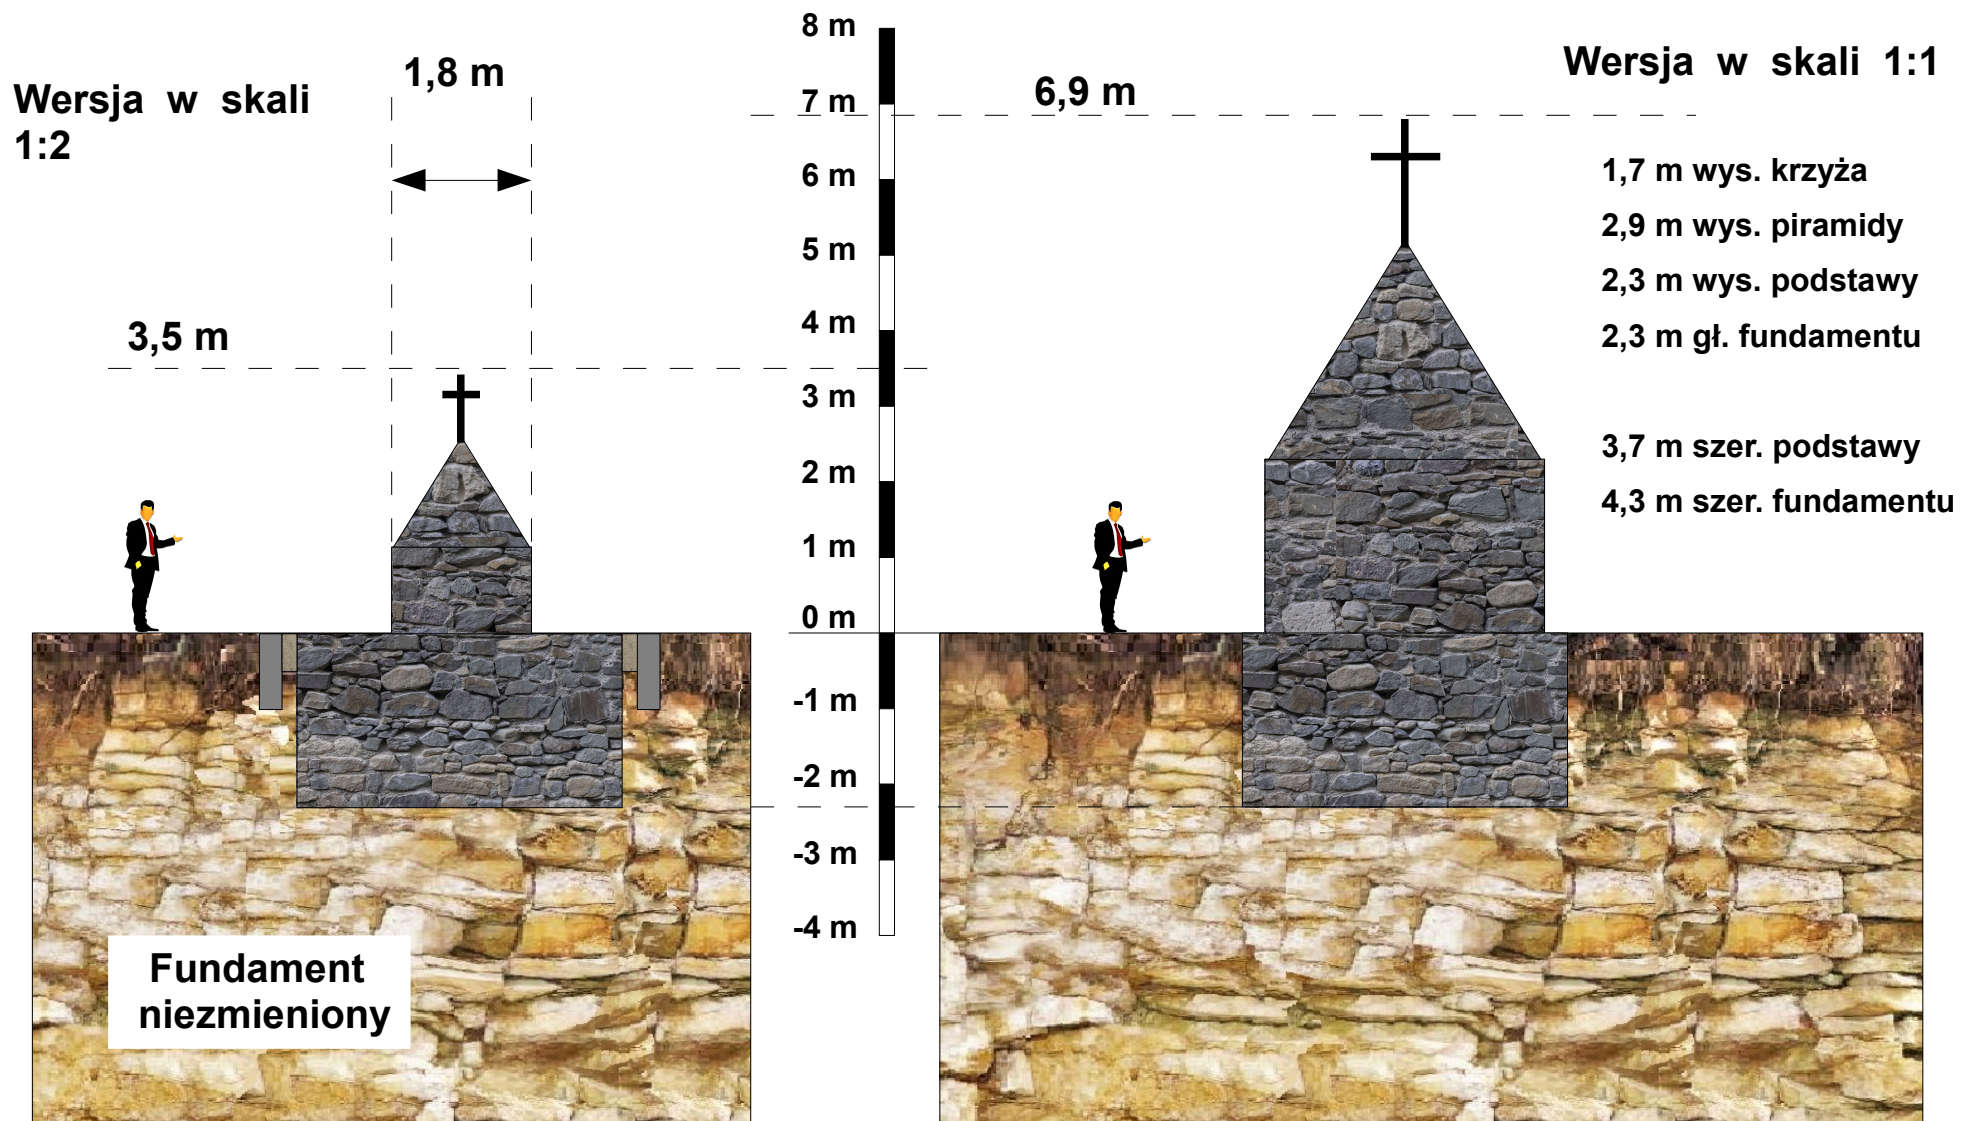 Wersja w skali
1:2
1,8 m
3,5 m
8 m
7 m
6 m
5 m
4 m
3 m
2 m
1 m
0 m
-1 m
-2 m
-3 m
-4 m
6,9 m
Wersja w skali 1:1
1,7 m wys. krzyża
2,9 m wys. piramidy
2,3 m wys. podstawy
2,3 m gł. fundamentu
3,7 m szer. podstawy
4,3 m szer. fundamentu
Fundament
niezmieniony